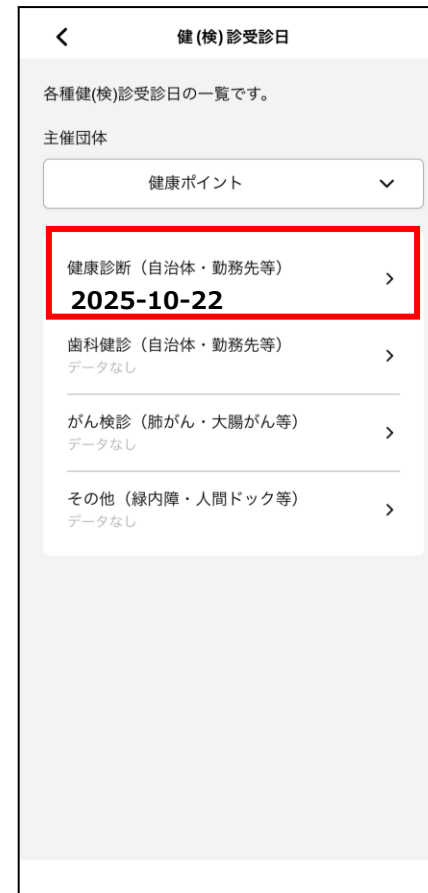 健(検)診受診日
各種健(検)診受診日の一覧です。
主催団体
健康ポイント
健康診断（自治体・勤務先等）
2025-10-22
歯科健診（自治体・勤務先等）
データなし
がん検診（肺がん・大腸がん等）
データなし
その他（緑内障・人間ドック等）
データなし